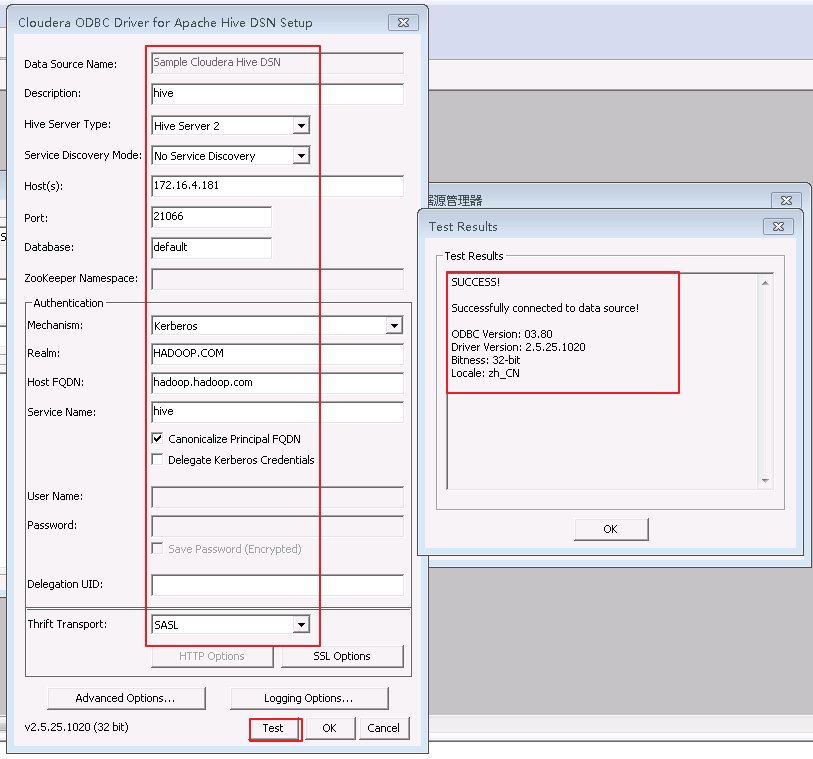 Cloudera ODBC Driver for Apache Hive DSN Setup
Data Source Name: Sample Cloudera Hive DSN
Description: hive
Hive Server Type: Hive Server 2
Service Discovery Mode: No Service Discovery
Host(s): 172.16.4.181
Port: 21066
Database: default
ZooKeeper Namespace:
Authentication
Mechanism: Kerberos
Realm: HADOOP.COM
Host FQDN: hadoop.hadoop.com
Service Name: hive
Canonicalize Principal FQDN
Delegate Kerberos Credentials
User Name:
Password:
Save Password (Encrypted)
Delegation UID:
Thrift Transport: SASL
HTTP Options SSL Options
Advanced Options... Logging Options...
v2.5.25.1020 (32 bit) Test OK Cancel
源管理器
Test Results
Test Results
SUCCESS!
Successfully connected to data source!
ODBC Version: 03.80
Driver Version: 2.5.25.1020
Bitness: 32-bit
Locale: zh_CN
OK